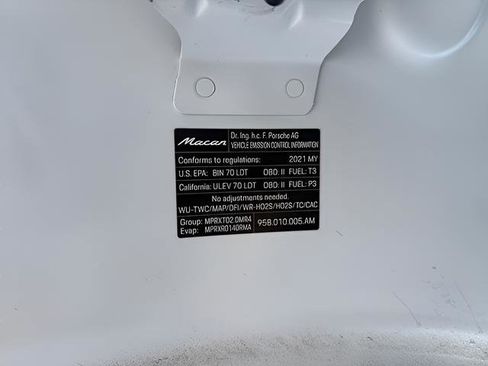 Macan Dr. Ing. h.c. F. Porsche AG
VEHICLE EMISSION CONTROL INFORMATION
Conforms to regulations: 2021 MY
U.S. EPA: BIN 70 LDT OBD: II FUEL: T3
California: ULEV 70 LDT OBD: II FUEL: P3
No adjustments needed.
WU-TWC/MAP/DFI/WR-HO2S/HO2S/TC/CAC
Group: MPRXT02.0MR4
Evap: MPRXR0140RMA
95B.010.005.AM